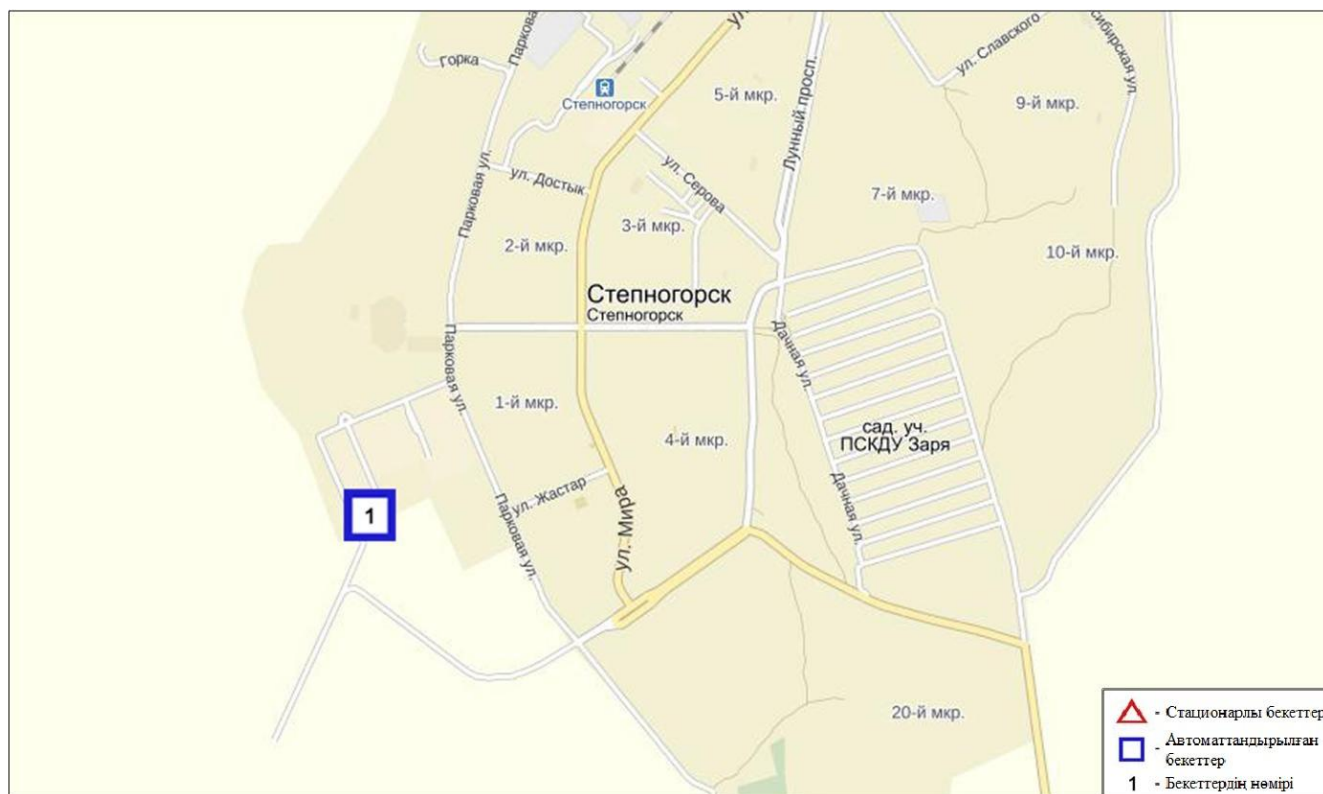 Горка
Парковая
ул.
Степногорск
5-й мкр.
Лунный просп.
ул. Славского
сибирская ул.
9-й мкр.
Парковая ул.
ул. Достык
ул. Серова
3-й мкр.
2-й мкр.
7-й мкр.
10-й мкр.
Степногорск
Степногорск
Парковая ул.
Дачная ул.
1-й мкр.
4-й мкр.
сад. уч.
ПСКДУ Заря
ул. Жастар
ул. Мира
Парковая ул.
Дачная ул.
1
20-й мкр.
- Стационарлы бекеттер
- Автоматтандырылған
бекеттер
1 - Бекеттердің нөмірі